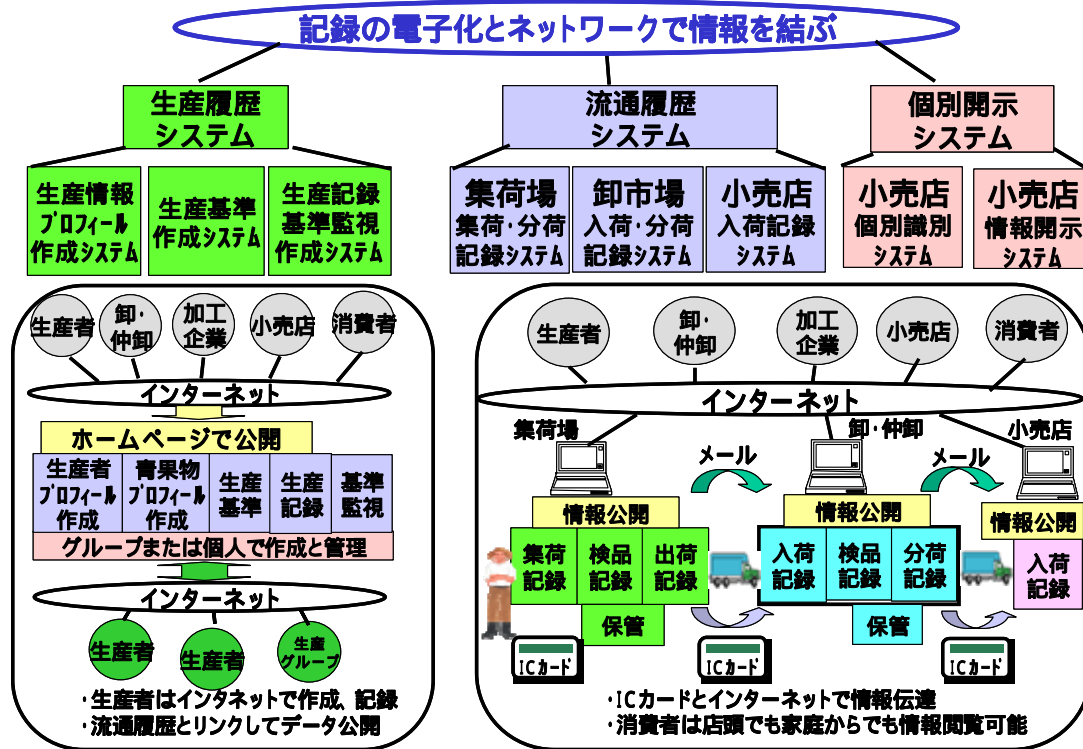 記録の電子化とネットワークで情報を結ぶ
生産履歴
システム
流通履歴
システム
個別開示
システム
生産情報
プロフィール
作成システム
生産基準
作成システム
生産記録
基準監視
作成システム
集荷場
集荷・分荷
記録システム
卸市場
入荷・分荷
記録システム
小売店
入荷記録
システム
小売店
個別識別
システム
小売店
情報開示
システム
生産者
卸・
仲卸
加工
企業
小売店
消費者
インターネット
ホームページで公開
生産者
プロフィール
作成
青果物
プロフィール
作成
生産
基準
生産
記録
基準
監視
グループまたは個人で作成と管理
インターネット
生産者
生産者
生産
グループ
・生産者はインタネットで作成、記録
・流通履歴とリンクしてデータ公開
生産者
卸・
仲卸
加工
企業
小売店
消費者
インターネット
集荷場
卸・仲卸
小売店
メール
メール
情報公開
情報公開
情報公開
集荷
記録
検品
記録
出荷
記録
入荷
記録
検品
記録
分荷
記録
入荷
記録
保管
保管
ICカード
ICカード
ICカード
・ICカードとインターネットで情報伝達
・消費者は店頭でも家庭からでも情報閲覧可能